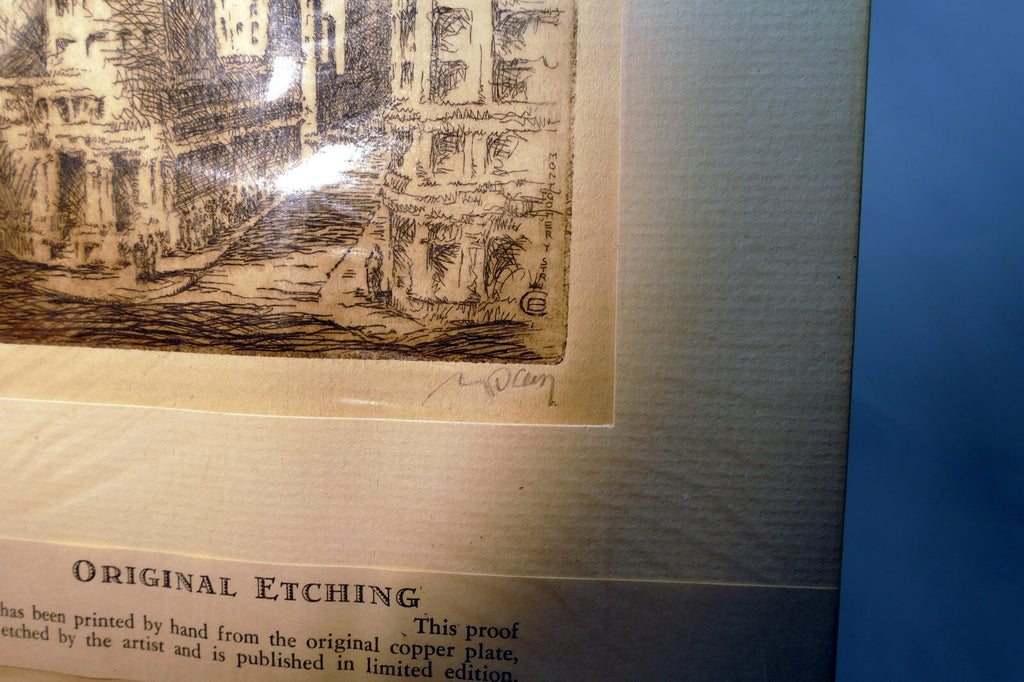 ORIGINAL ETCHING
This proof
has been printed by hand from the original copper plate,
etched by the artist and is published in limited edition.